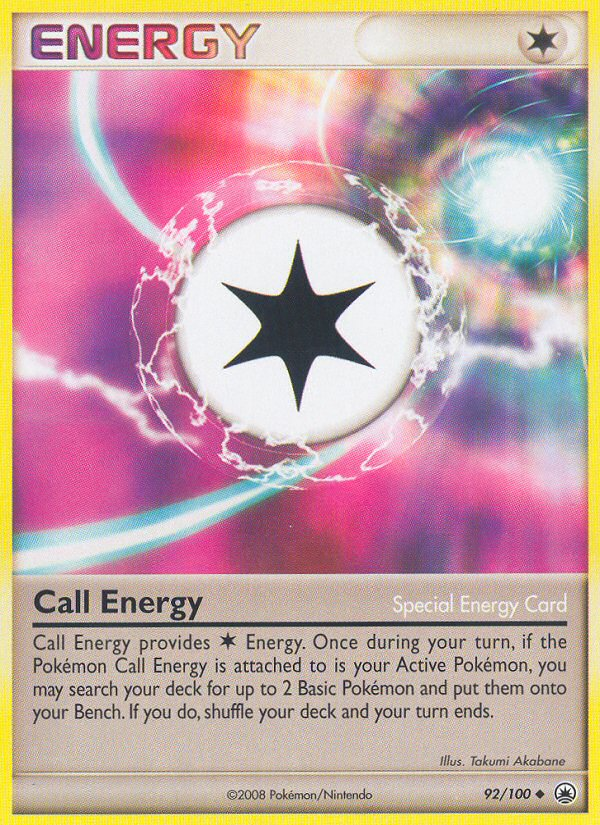 ENERGY
Call Energy
Special Energy Card
Call Energy provides Energy. Once during your turn, if the
Pokémon Call Energy is attached to is your Active Pokémon, you
may search your deck for up to 2 Basic Pokémon and put them onto
your Bench. If you do, shuffle your deck and your turn ends.
Illus. Takumi Akabane
©2008 Pokémon/Nintendo
92/100